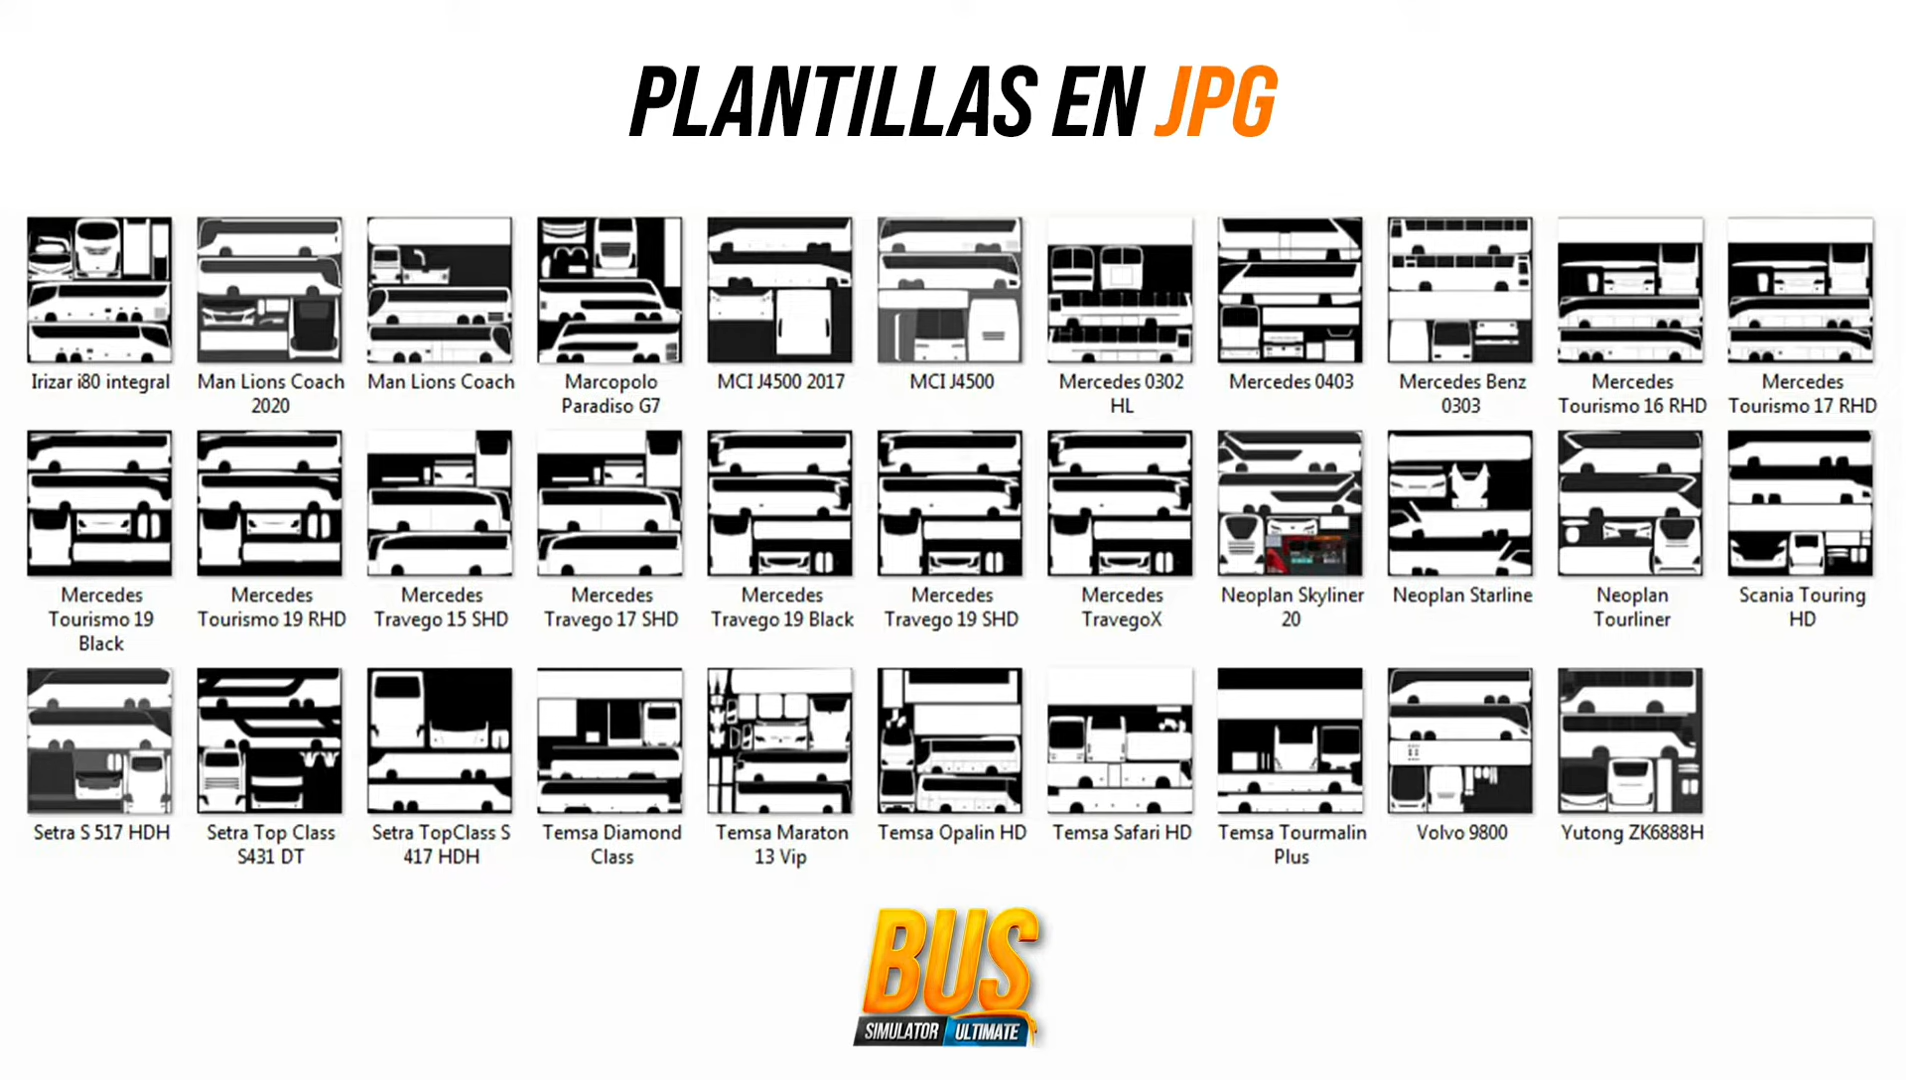 PLANTILLAS EN JPG
Irizar i80 integral
Man Lions Coach
2020
Man Lions Coach
Marcopolo
Paradiso G7
MCI J4500 2017
MCI J4500
Mercedes 0302
HL
Mercedes 0403
Mercedes Benz
0303
Mercedes
Tourismo 16 RHD
Mercedes
Tourismo 17 RHD
Mercedes
Tourismo 19
Black
Mercedes
Tourismo 19 RHD
Mercedes
Travego 15 SHD
Mercedes
Travego 17 SHD
Mercedes
Travego 19 Black
Mercedes
Travego 19 SHD
Mercedes
TravegoX
Neoplan Skyliner
20
Neoplan Starline
Neoplan
Tourliner
Scania Touring
HD
Setra S 517 HDH
Setra Top Class
S431 DT
Setra TopClass S
417 HDH
Temsa Diamond
Class
Temsa Maraton
13 Vip
Temsa Opalin HD
Temsa Safari HD
Temsa Tourmalin
Plus
Volvo 9800
Yutong ZK6888H
BUS
SIMULATOR ULTIMATE